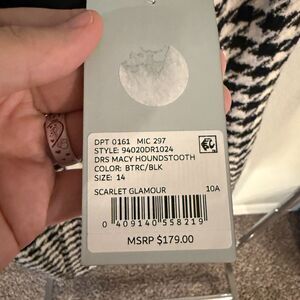 DPT 0161 MIC 297
STYLE: 94020DR1024
DRS MACY HOUNDSTOOTH
COLOR: BTRC/BLK
SIZE: 14
SCARLET GLAMOUR 10A
0 409140 558219
MSRP $179.00